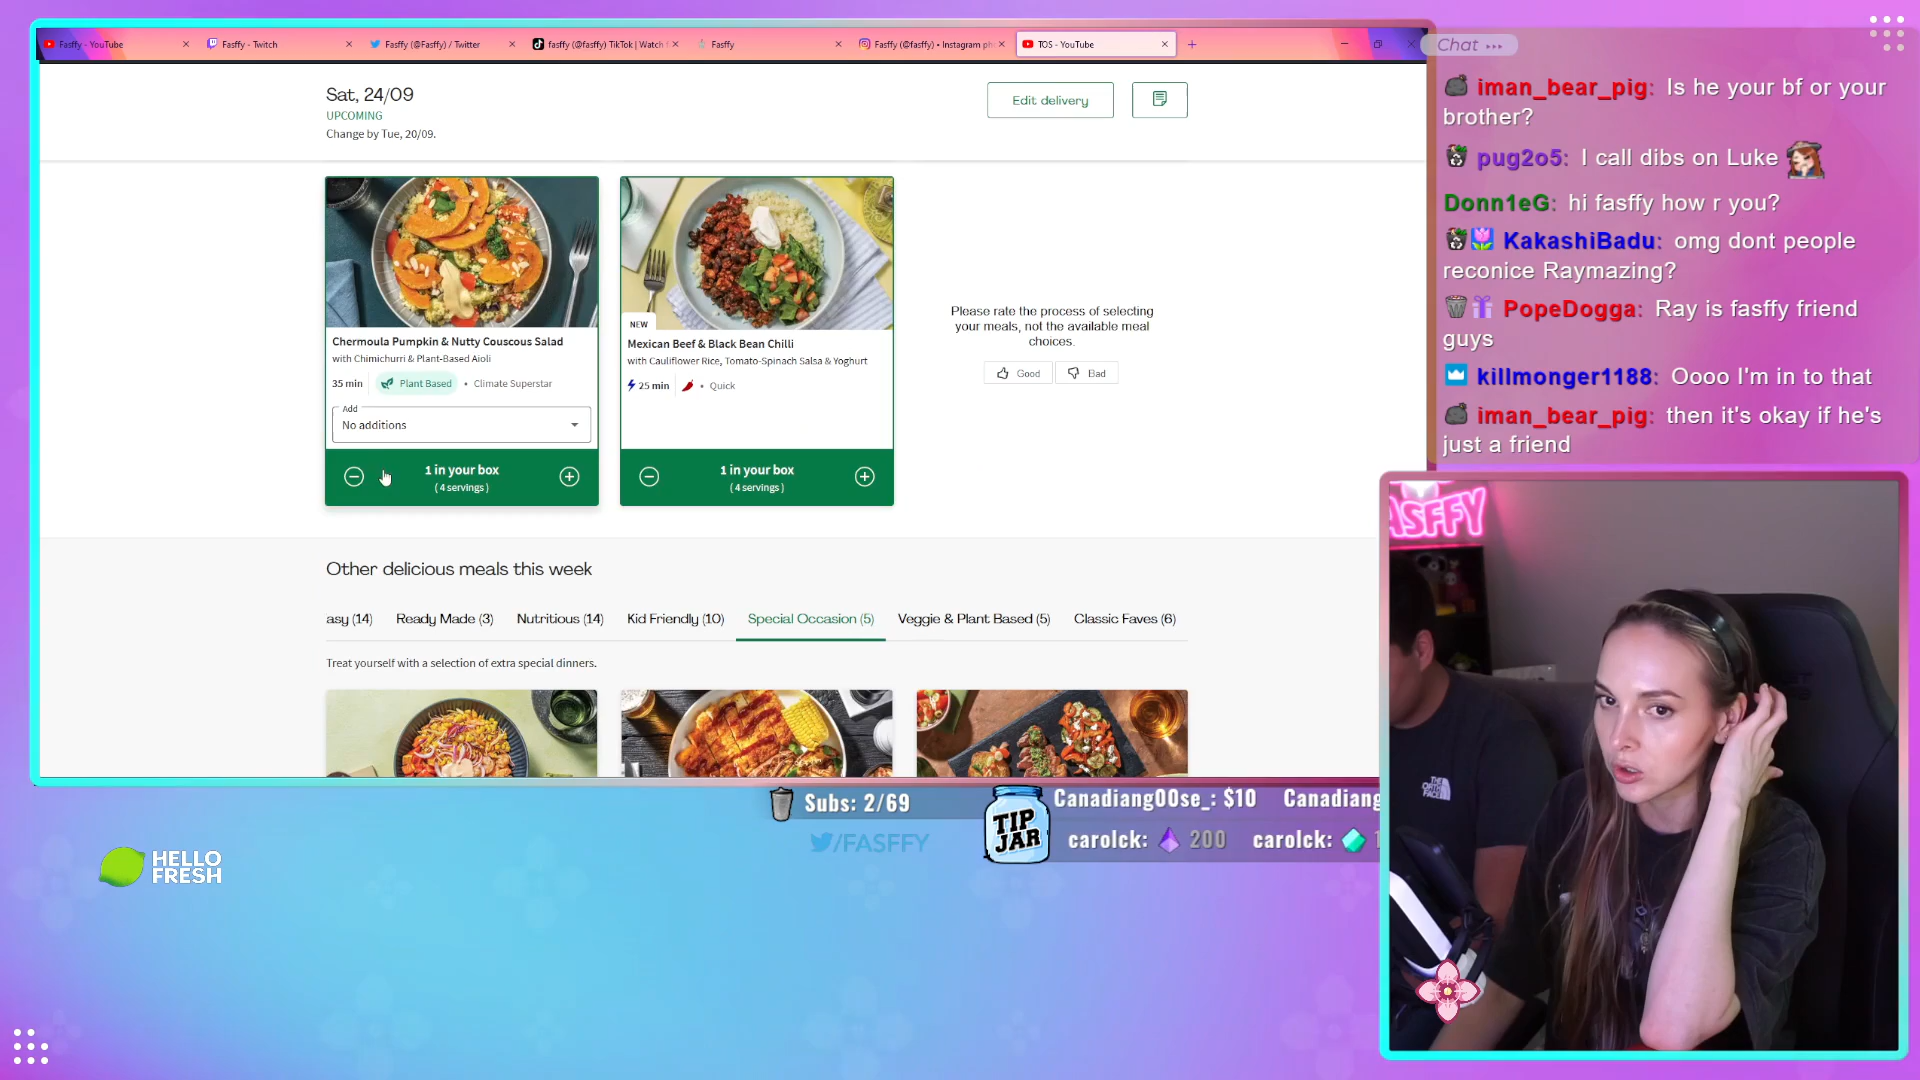 Fasffy - YouTube
Fasffy - Twitch
Fasffy (@Fasffy) / Twitter
fasffy (@fasffy) TikTok | Watch
Fasffy
Fasffy (@fasffy) • Instagram ph
TOS - YouTube
Chat
Sat, 24/09
UPCOMING
Change by Tue, 20/09.
Edit delivery
Chermoula Pumpkin & Nutty Couscous Salad
with Chimichurri & Plant-Based Aioli
35 min
Plant Based
• Climate Superstar
Add
No additions
1 in your box
( 4 servings )
NEW
Mexican Beef & Black Bean Chilli
with Cauliflower Rice, Tomato-Spinach Salsa & Yoghurt
25 min
• Quick
1 in your box
( 4 servings )
Please rate the process of selecting
your meals, not the available meal
choices.
Good
Bad
Other delicious meals this week
asy (14)
Ready Made (3)
Nutritious (14)
Kid Friendly (10)
Special Occasion (5)
Veggie & Plant Based (5)
Classic Faves (6)
Treat yourself with a selection of extra special dinners.
iman_bear_pig: Is he your bf or your
brother?
pug2o5: I call dibs on Luke
Donn1eG: hi fasffy how r you?
KakashiBadu: omg dont people
reconice Raymazing?
PopeDogga: Ray is fasffy friend
guys
killmonger1188: Oooo I'm in to that
iman_bear_pig: then it's okay if he's
just a friend
ASFFY
THE
NORTH
FACE
Subs: 2/69
/FASFFY
TIP
JAR
Canadiang00se_: $10
Canadiang
carolck: 200
carolck: 1
HELLO
FRESH